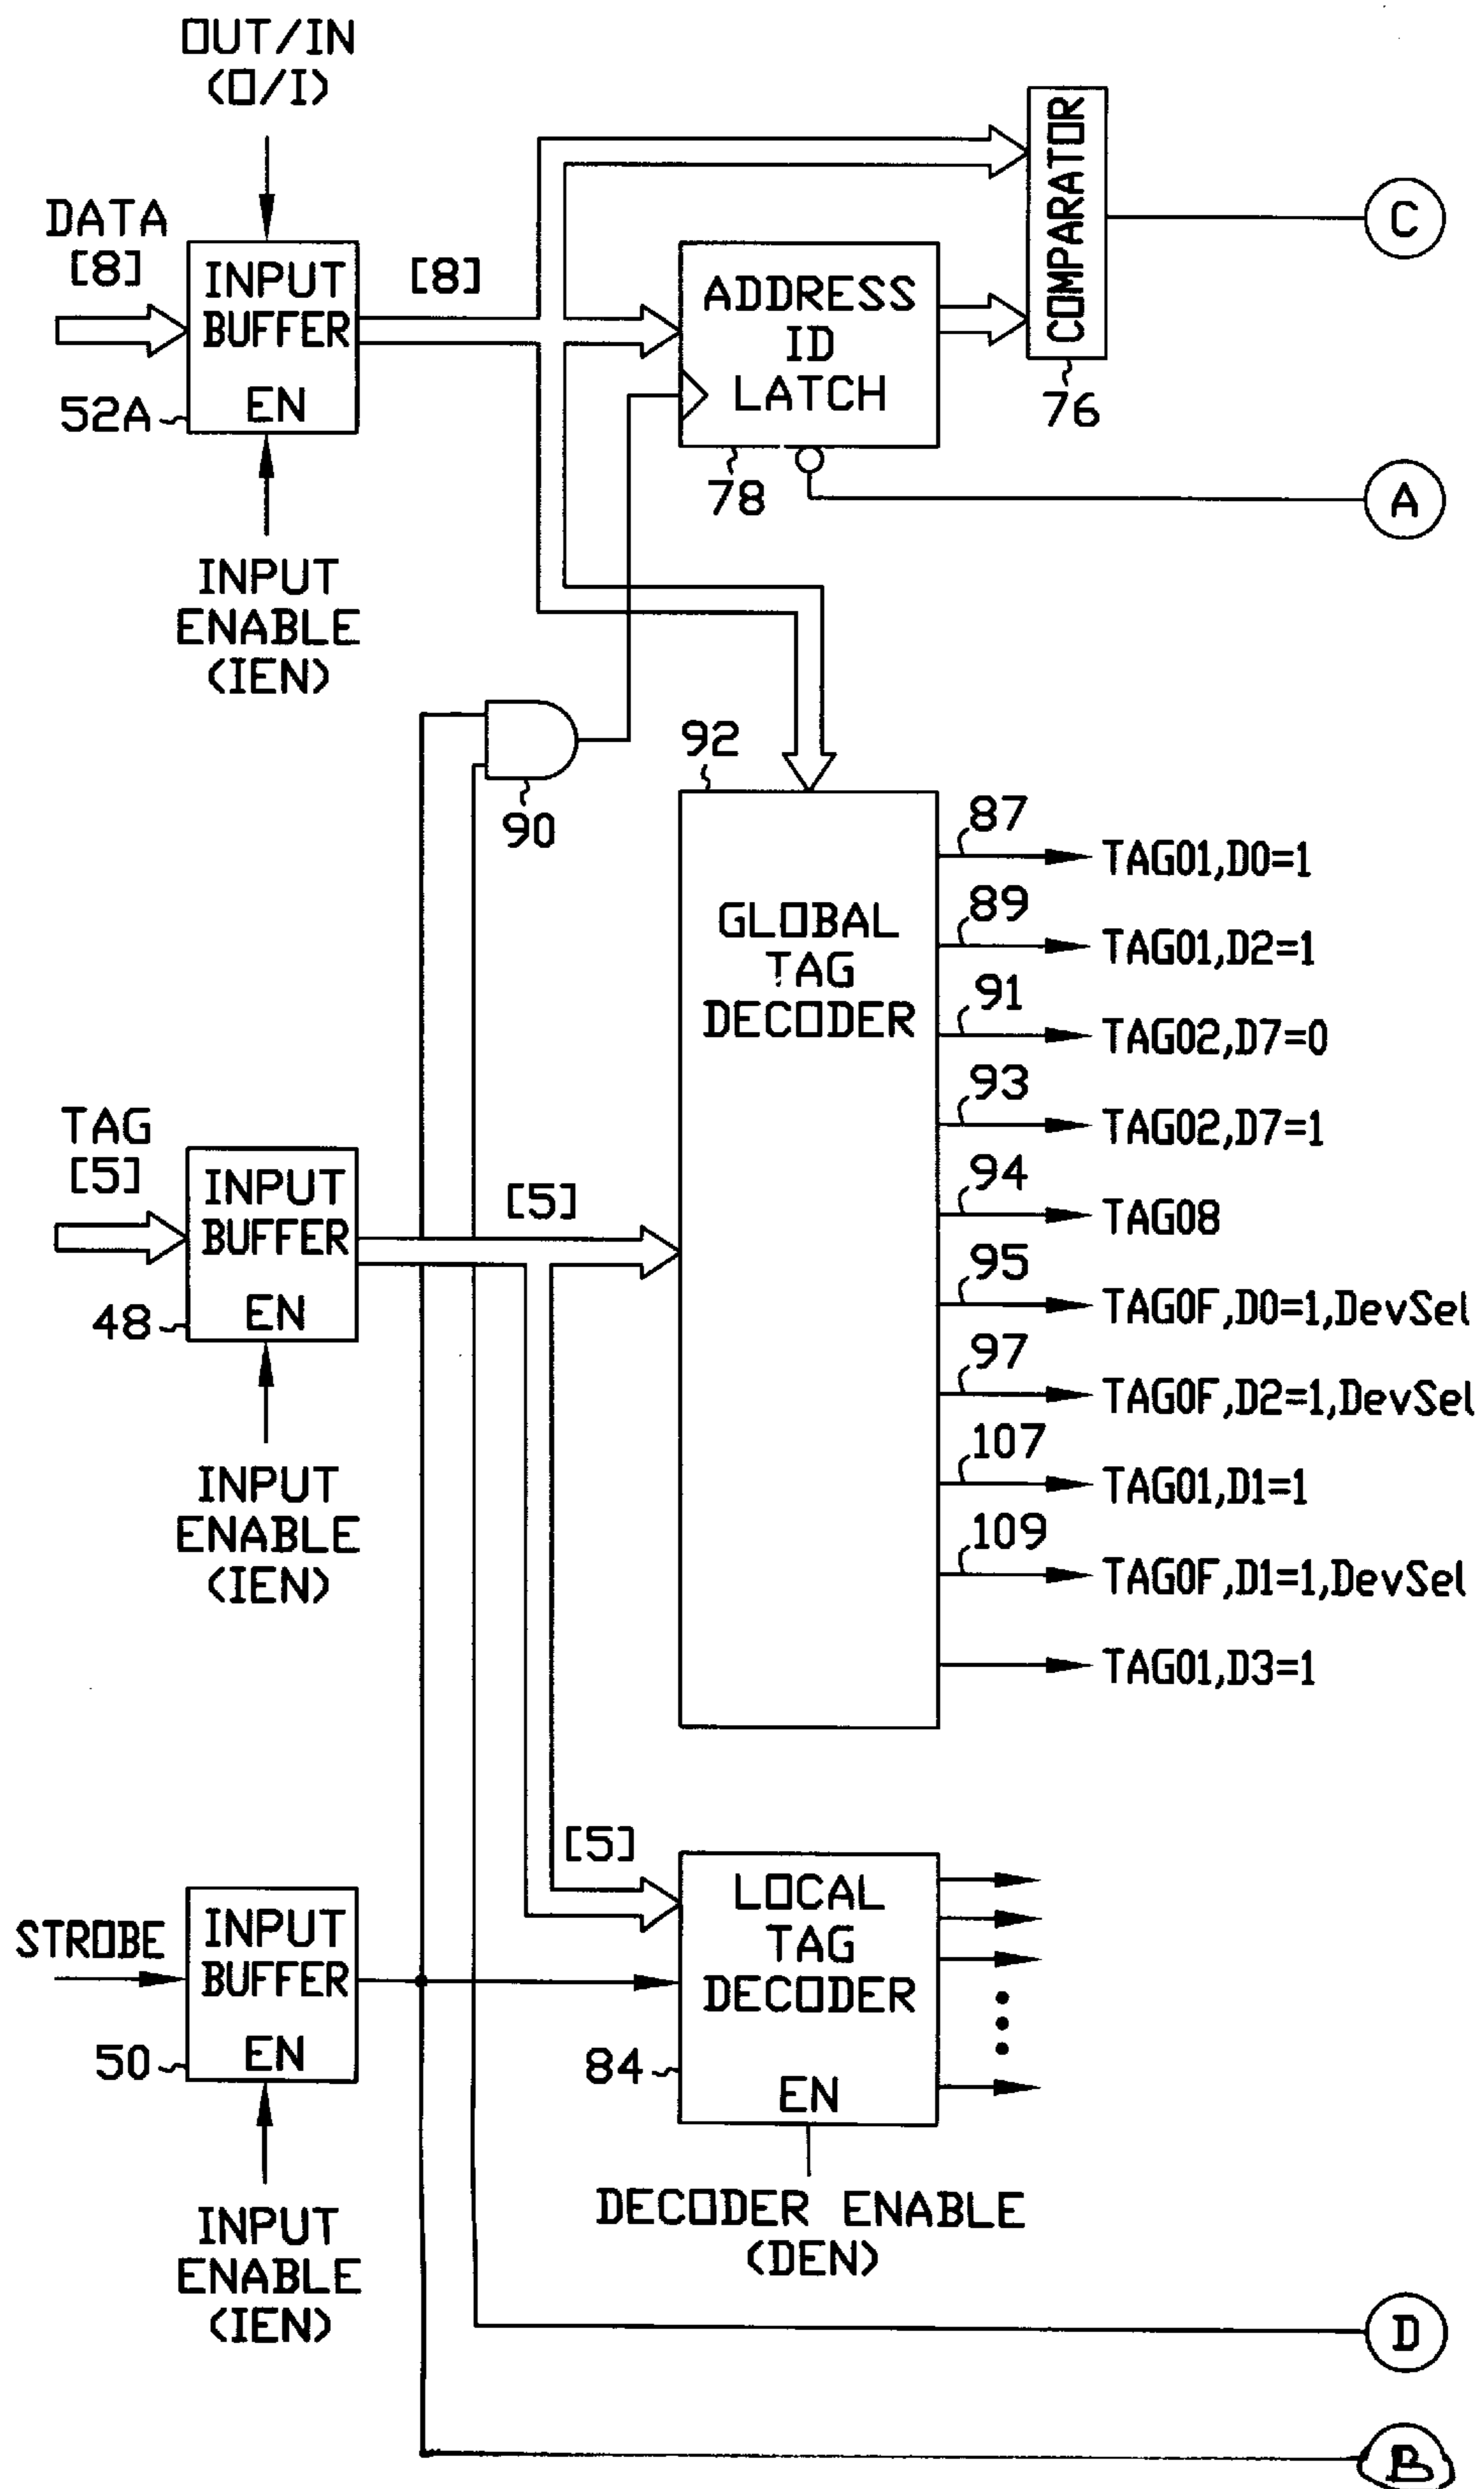 OUT/IN
(O/I)
DATA
[8]
INPUT
BUFFER
EN
52A
INPUT
ENABLE
(IEN)
[8]
ADDRESS
ID
LATCH
78
COMPARATOR
76
C
A
90
92
GLOBAL
TAG
DECODER
87
TAG01,D0=1
89
TAG01,D2=1
91
TAG02,D7=0
93
TAG02,D7=1
94
TAG08
95
TAG0F,D0=1,DevSel
97
TAG0F,D2=1,DevSel
107
TAG01,D1=1
109
TAG0F,D1=1,DevSel
TAG01,D3=1
TAG
[5]
INPUT
BUFFER
EN
48
INPUT
ENABLE
(IEN)
[5]
[5]
STROBE
INPUT
BUFFER
EN
50
INPUT
ENABLE
(IEN)
LOCAL
TAG
DECODER
EN
84
DECODER ENABLE
(DEN)
D
B